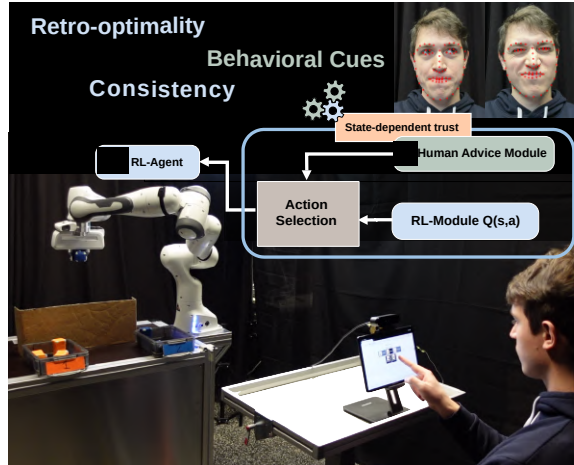 Retro-optimality
Behavioral Cues
Consistency
State-dependent trust
RL-Agent
Human Advice Module
Action
Selection
RL-Module Q(s,a)